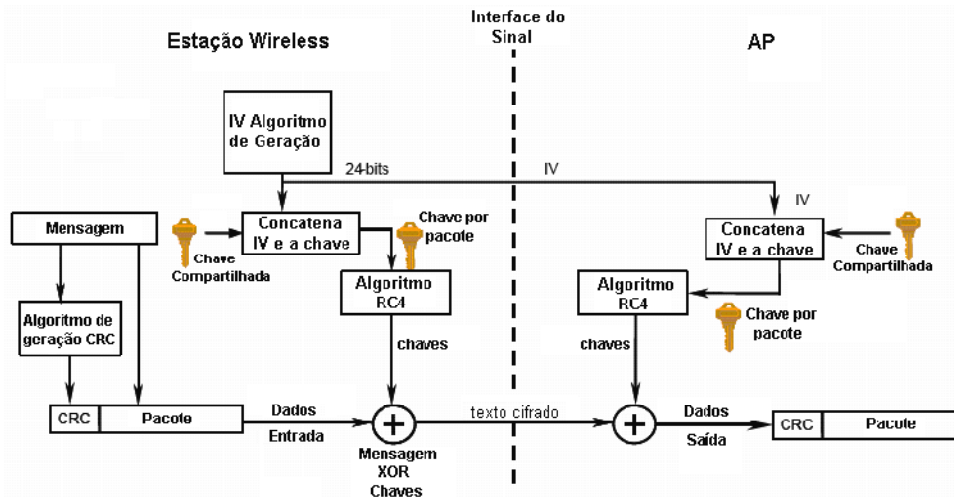 Interface do
Sinal
Estação Wireless
AP
IV Algoritmo
de Geração
24-bits
IV
IV
Mensagem
Concatena
IV e a chave
Chave por
pacote
Chave
Compartilhada
Concatena
IV e a chave
Chave
Compartilhada
Algoritmo
RC4
Algoritmo
RC4
Algoritmo de
geração CRC
Chave por
pacote
chaves
chaves
CRC
Pacote
Dados
Entrada
texto cifrado
Dados
Saída
CRC
Pacote
Mensagem
XOR
Chaves